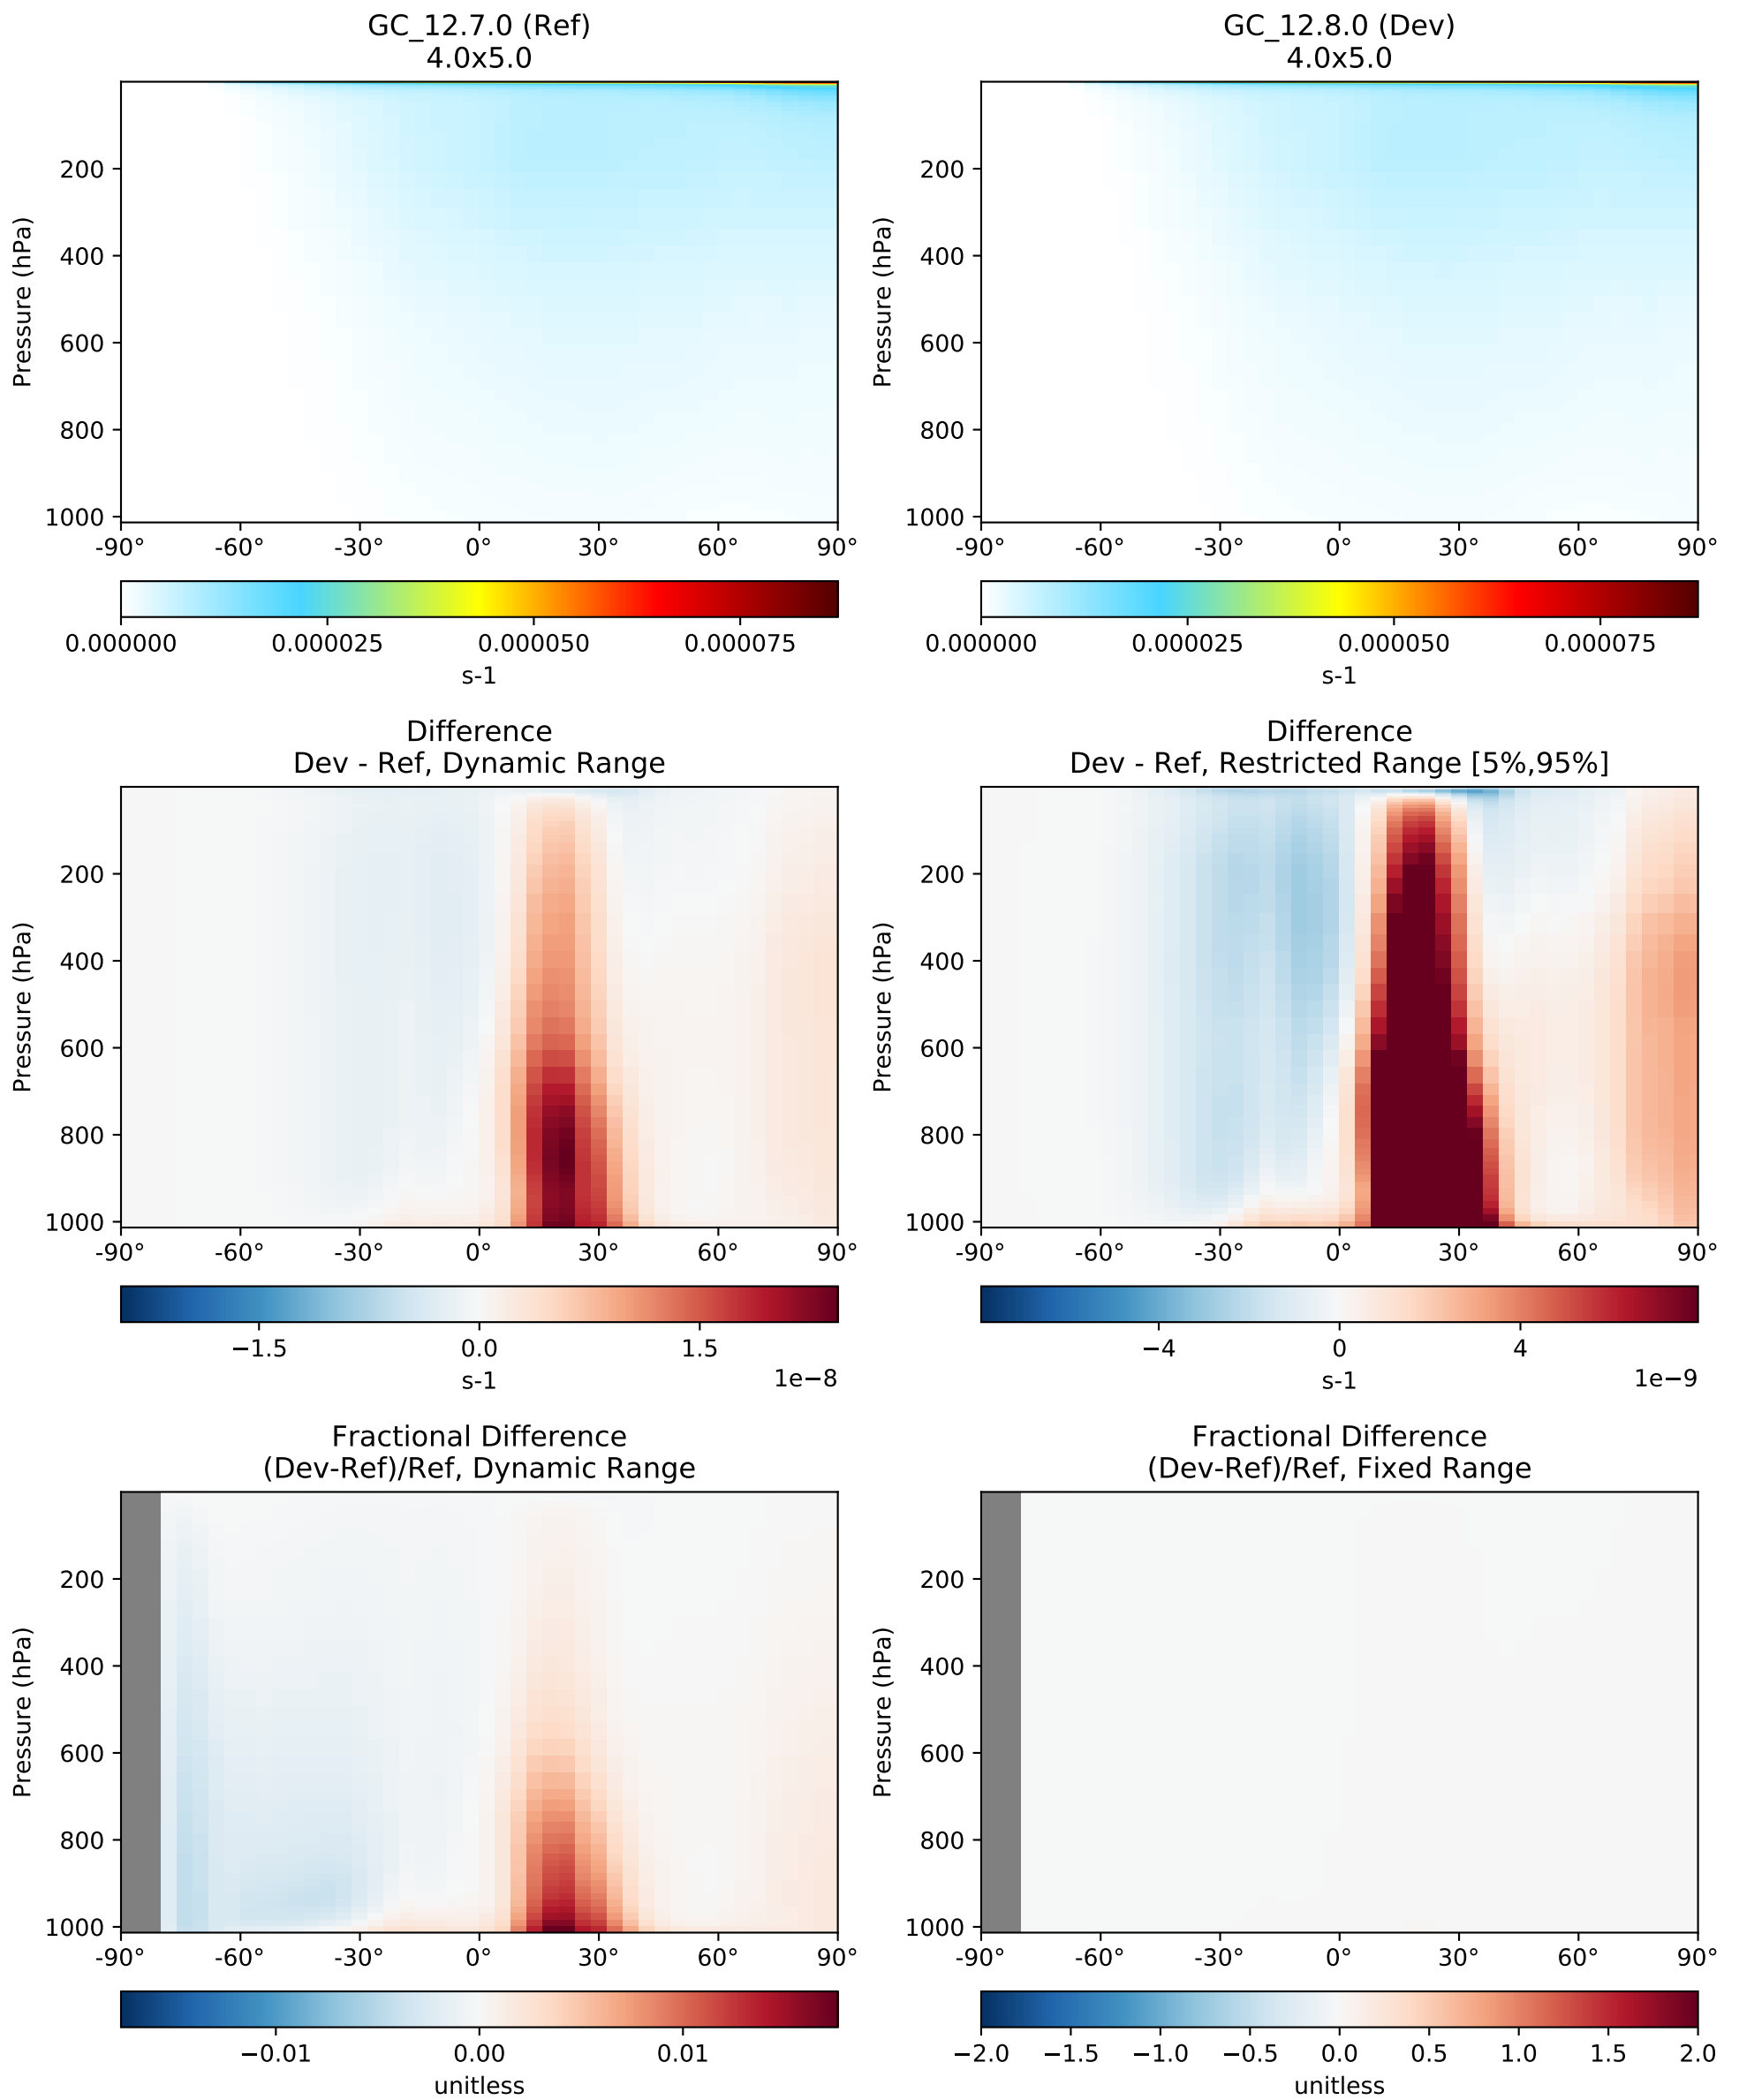 GC_12.7.0 (Ref)
4.0x5.0
Pressure (hPa)
200
400
600
800
1000
-90° -60° -30° 0° 30° 60° 90°
0.000000 0.000025 0.000050 0.000075
s-1
GC_12.8.0 (Dev)
4.0x5.0
Pressure (hPa)
200
400
600
800
1000
-90° -60° -30° 0° 30° 60° 90°
0.000000 0.000025 0.000050 0.000075
s-1
Difference
Dev - Ref, Dynamic Range
Pressure (hPa)
200
400
600
800
1000
-90° -60° -30° 0° 30° 60° 90°
−1.5 0.0 1.5
s-1 1e−8
Difference
Dev - Ref, Restricted Range [5%,95%]
Pressure (hPa)
200
400
600
800
1000
-90° -60° -30° 0° 30° 60° 90°
−4 0 4
s-1 1e−9
Fractional Difference
(Dev-Ref)/Ref, Dynamic Range
Pressure (hPa)
200
400
600
800
1000
-90° -60° -30° 0° 30° 60° 90°
−0.01 0.00 0.01
unitless
Fractional Difference
(Dev-Ref)/Ref, Fixed Range
Pressure (hPa)
200
400
600
800
1000
-90° -60° -30° 0° 30° 60° 90°
−2.0 −1.5 −1.0 −0.5 0.0 0.5 1.0 1.5 2.0
unitless